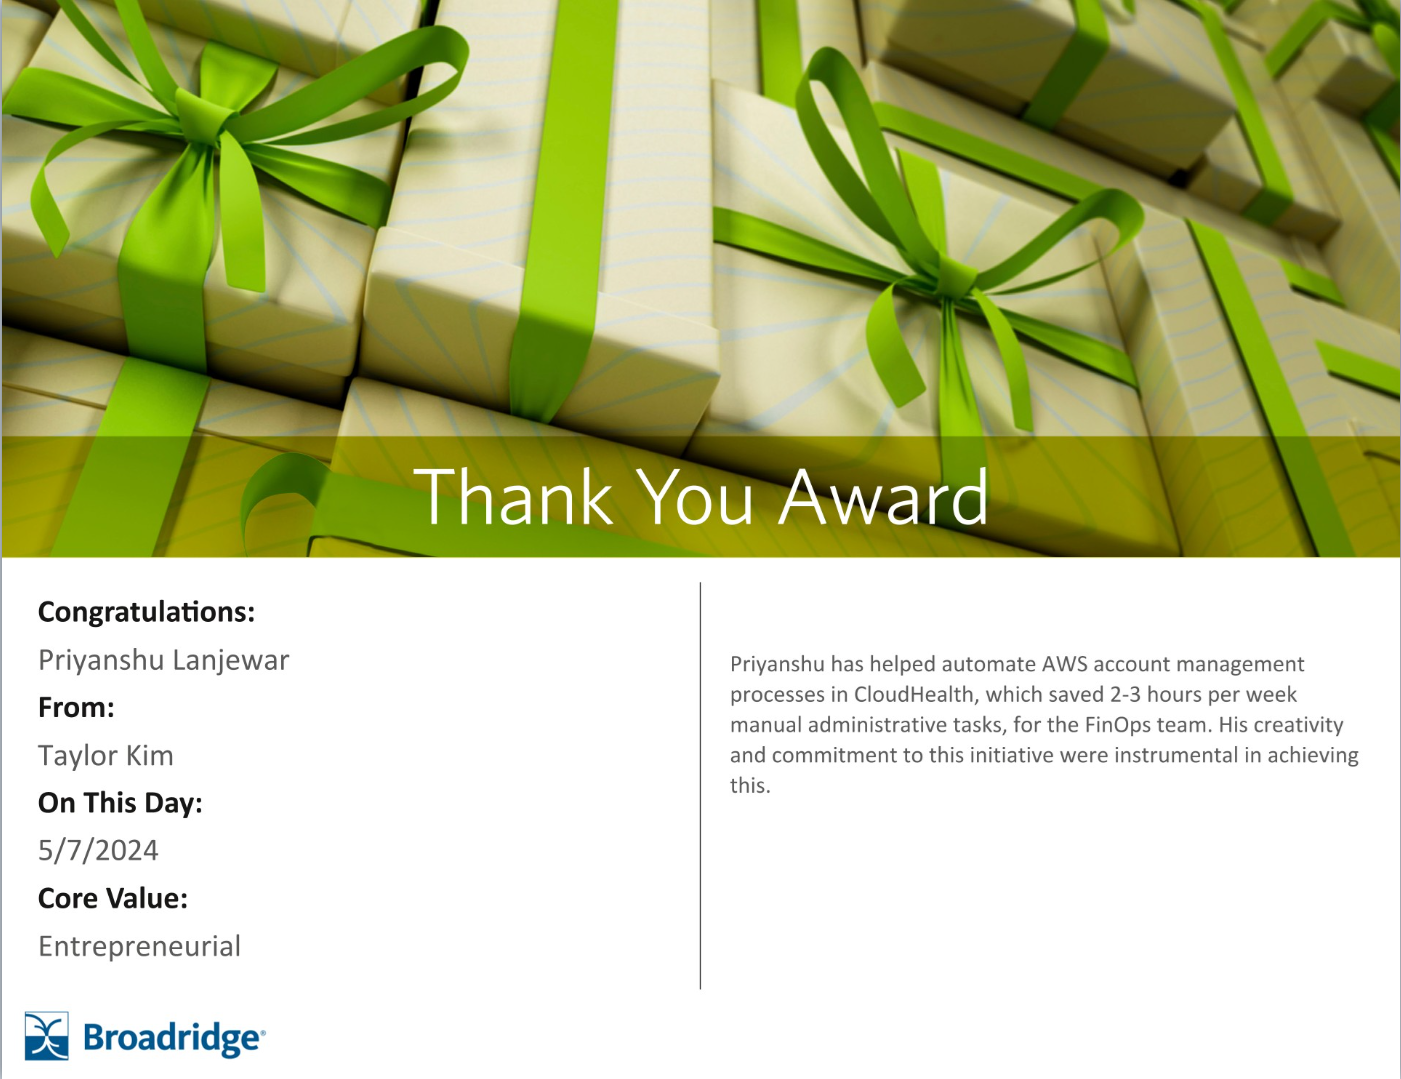 Thank You Award
Congratulations:
Priyanshu Lanjewar
From:
Taylor Kim
On This Day:
5/7/2024
Core Value:
Entrepreneurial
Priyanshu has helped automate AWS account management
processes in CloudHealth, which saved 2-3 hours per week
manual administrative tasks, for the FinOps team. His creativity
and commitment to this initiative were instrumental in achieving
this.
Broadridge®